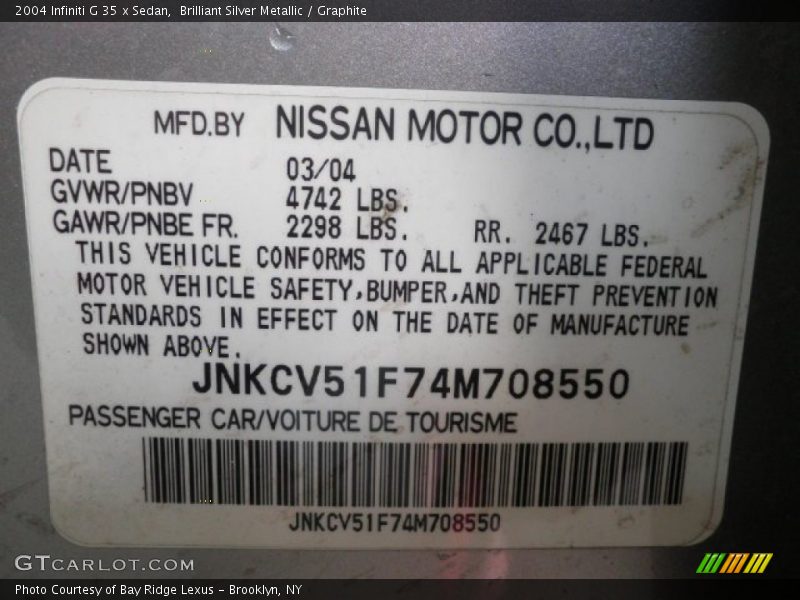 2004 Infiniti G 35 x Sedan,  Brilliant Silver Metallic / Graphite
MFD.BY NISSAN MOTOR CO.,LTD
DATE 03/04
GVWR/PNBV 4742 LBS.
GAWR/PNBE FR. 2298 LBS. RR. 2467 LBS.
THIS VEHICLE CONFORMS TO ALL APPLICABLE FEDERAL
MOTOR VEHICLE SAFETY,BUMPER,AND THEFT PREVENTION
STANDARDS IN EFFECT ON THE DATE OF MANUFACTURE
SHOWN ABOVE.
JNKCV51F74M708550
PASSENGER CAR/VOITURE DE TOURISME
JNKCV51F74M708550
GTCARLOT.COM
Photo Courtesy of Bay Ridge Lexus - Brooklyn, NY